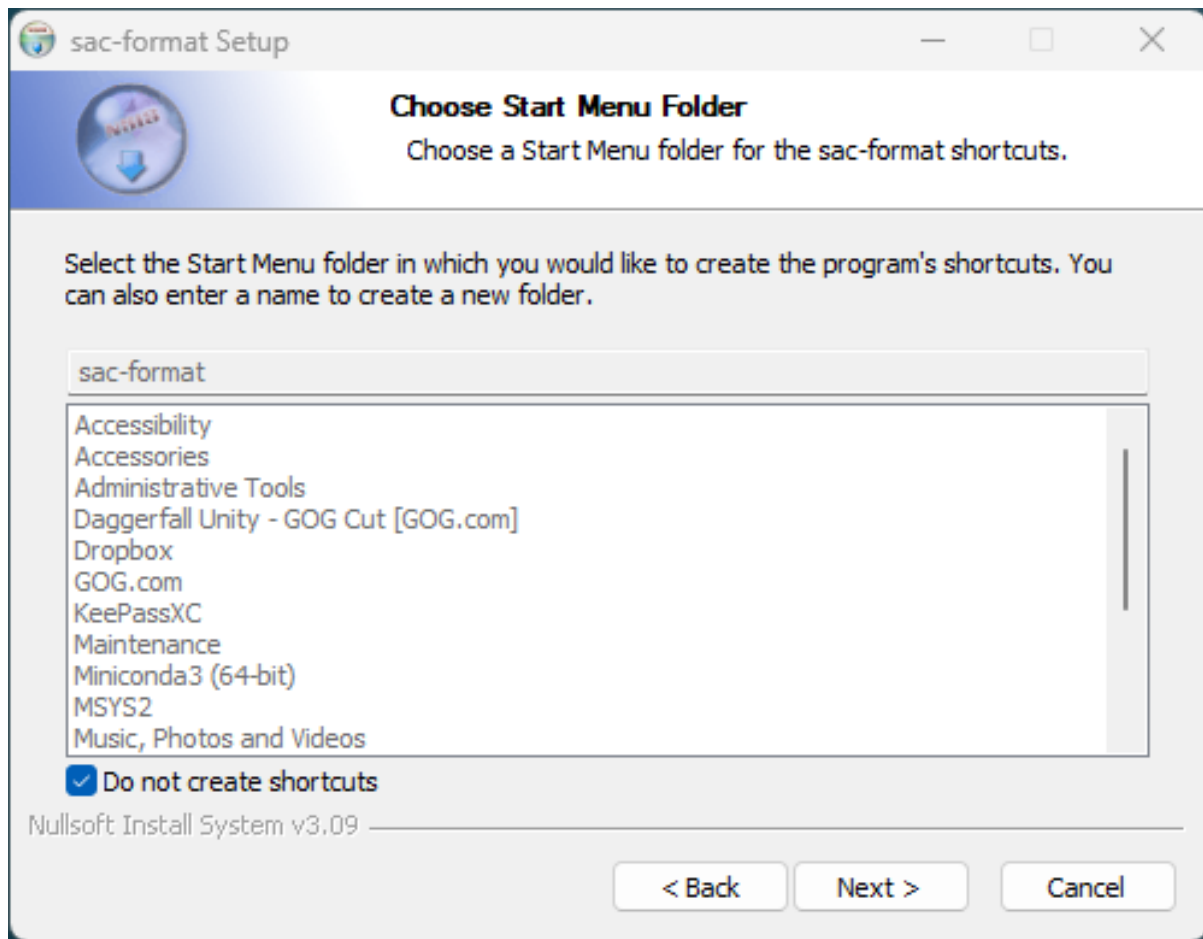 sac-format Setup
Choose Start Menu Folder
Choose a Start Menu folder for the sac-format shortcuts.
Select the Start Menu folder in which you would like to create the program's shortcuts. You
can also enter a name to create a new folder.
sac-format
Accessibility
Accessories
Administrative Tools
Daggerfall Unity - GOG Cut [GOG.com]
Dropbox
GOG.com
KeePassXC
Maintenance
Miniconda3 (64-bit)
MSYS2
Music, Photos and Videos
Do not create shortcuts
Nullsoft Install System v3.09
< Back Next > Cancel